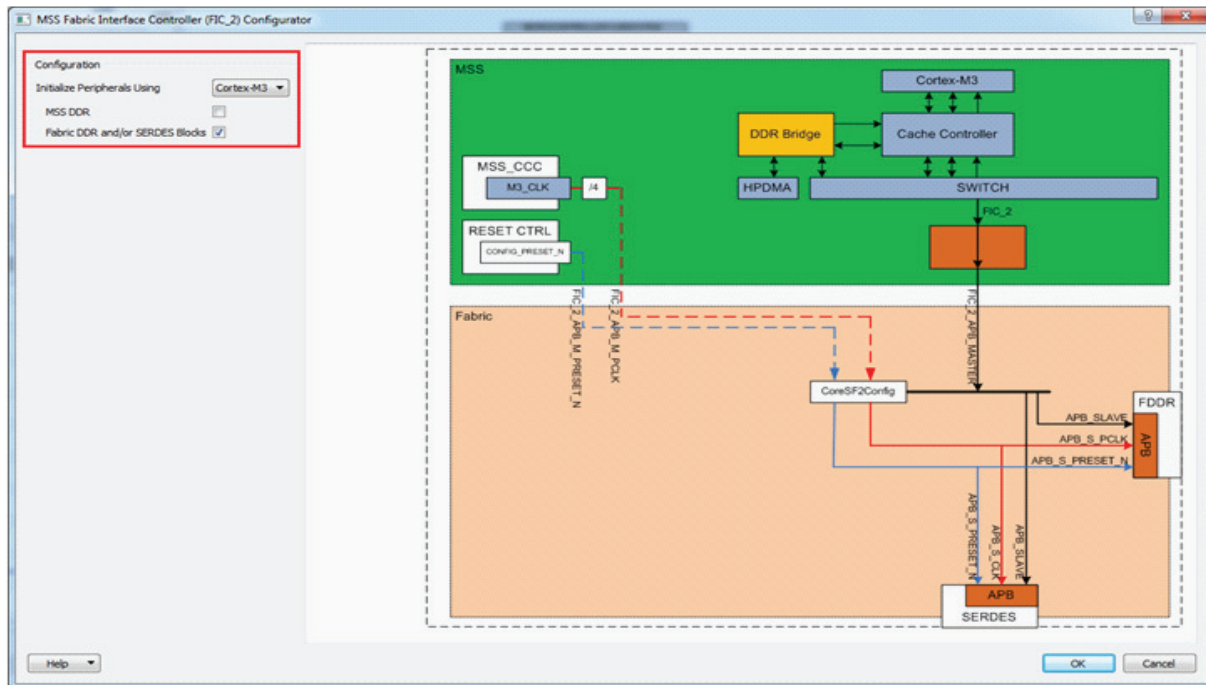 MSS Fabric Interface Controller (FIC_2) Configurator
Configuration
Initialize Peripherals Using
Cortex-M3
MSS DDR
Fabric DDR and/or SERDES Blocks
MSS
Cortex-M3
DDR Bridge
Cache Controller
MSS_CCC
M3_CLK
/4
HPDMA
SWITCH
FIC_2
RESET CTRL
CONFIG_PRESET_N
FIC_2_APB_M_PRESET_N
FIC_2_APB_M_PCLK
FIC_2_APB_MASTER
Fabric
CoreSF2Config
FDDR
APB_SLAVE
APB_S_PCLK
APB
APB_S_PRESET_N
APB_S_PRESET_N
APB_S_CLK
APB_SLAVE
APB
SERDES
Help
OK
Cancel